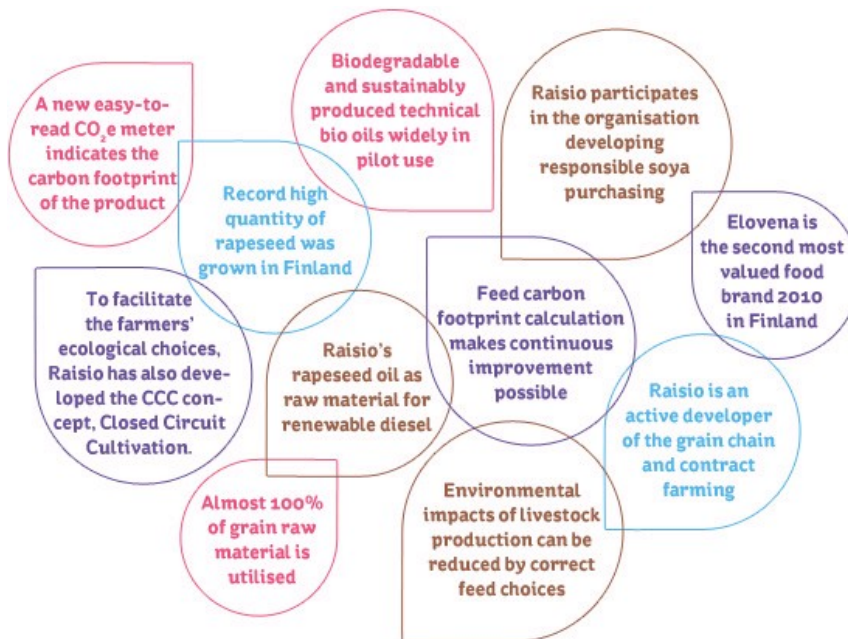 A new easy-to-
read CO₂e meter
indicates the
carbon footprint
of the product
Biodegradable
and sustainably
produced technical
bio oils widely in
pilot use
Raisio participates
in the organisation
developing
responsible soya
purchasing
Record high
quantity of
rapeseed was
grown in Finland
Elovena is
the second most
valued food
brand 2010
in Finland
To facilitate
the farmers'
ecological choices,
Raisio has also deve-
loped the CCC con-
cept, Closed Circuit
Cultivation.
Raisio's
rapeseed oil as
raw material for
renewable diesel
Feed carbon
footprint calculation
makes continuous
improvement
possible
Raisio is an
active developer
of the grain chain
and contract
farming
Almost 100%
of grain raw
material is
utilised
Environmental
impacts of livestock
production can be
reduced by correct
feed choices